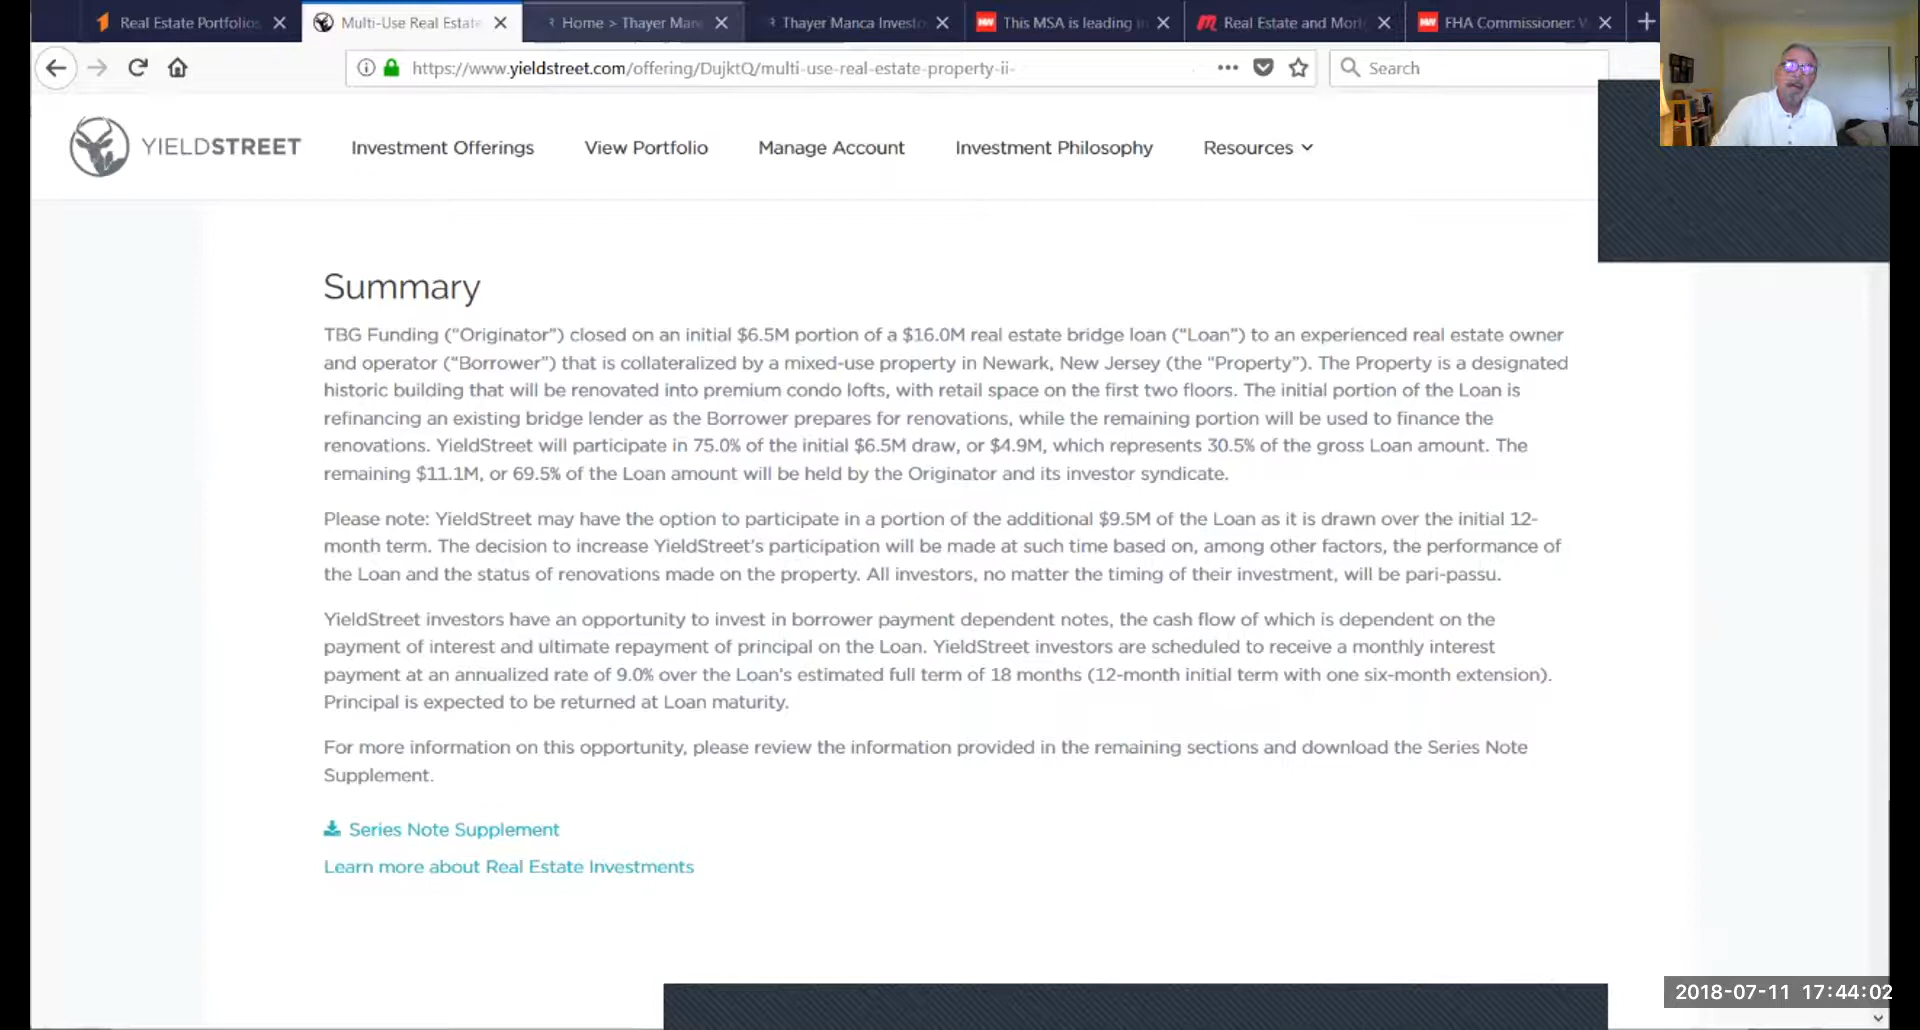 Real Estate Portfolios
Multi-Use Real Estate
Home > Thayer Man
Thayer Manca Investo
This MSA is leading i
Real Estate and Mort
FHA Commissioner: W
https://www.yieldstreet.com/offering/DujktQ/multi-use-real-estate-property-ii-
Search
YIELDSTREET
Investment Offerings
View Portfolio
Manage Account
Investment Philosophy
Resources
Summary
TBG Funding (“Originator”) closed on an initial $6.5M portion of a $16.0M real estate bridge loan (“Loan”) to an experienced real estate owner
and operator (“Borrower”) that is collateralized by a mixed-use property in Newark, New Jersey (the “Property”). The Property is a designated
historic building that will be renovated into premium condo lofts, with retail space on the first two floors. The initial portion of the Loan is
refinancing an existing bridge lender as the Borrower prepares for renovations, while the remaining portion will be used to finance the
renovations. YieldStreet will participate in 75.0% of the initial $6.5M draw, or $4.9M, which represents 30.5% of the gross Loan amount. The
remaining $11.1M, or 69.5% of the Loan amount will be held by the Originator and its investor syndicate.
Please note: YieldStreet may have the option to participate in a portion of the additional $9.5M of the Loan as it is drawn over the initial 12-
month term. The decision to increase YieldStreet's participation will be made at such time based on, among other factors, the performance of
the Loan and the status of renovations made on the property. All investors, no matter the timing of their investment, will be pari-passu.
YieldStreet investors have an opportunity to invest in borrower payment dependent notes, the cash flow of which is dependent on the
payment of interest and ultimate repayment of principal on the Loan. YieldStreet investors are scheduled to receive a monthly interest
payment at an annualized rate of 9.0% over the Loan's estimated full term of 18 months (12-month initial term with one six-month extension).
Principal is expected to be returned at Loan maturity.
For more information on this opportunity, please review the information provided in the remaining sections and download the Series Note
Supplement.
Series Note Supplement
Learn more about Real Estate Investments
2018-07-11 17:44:02